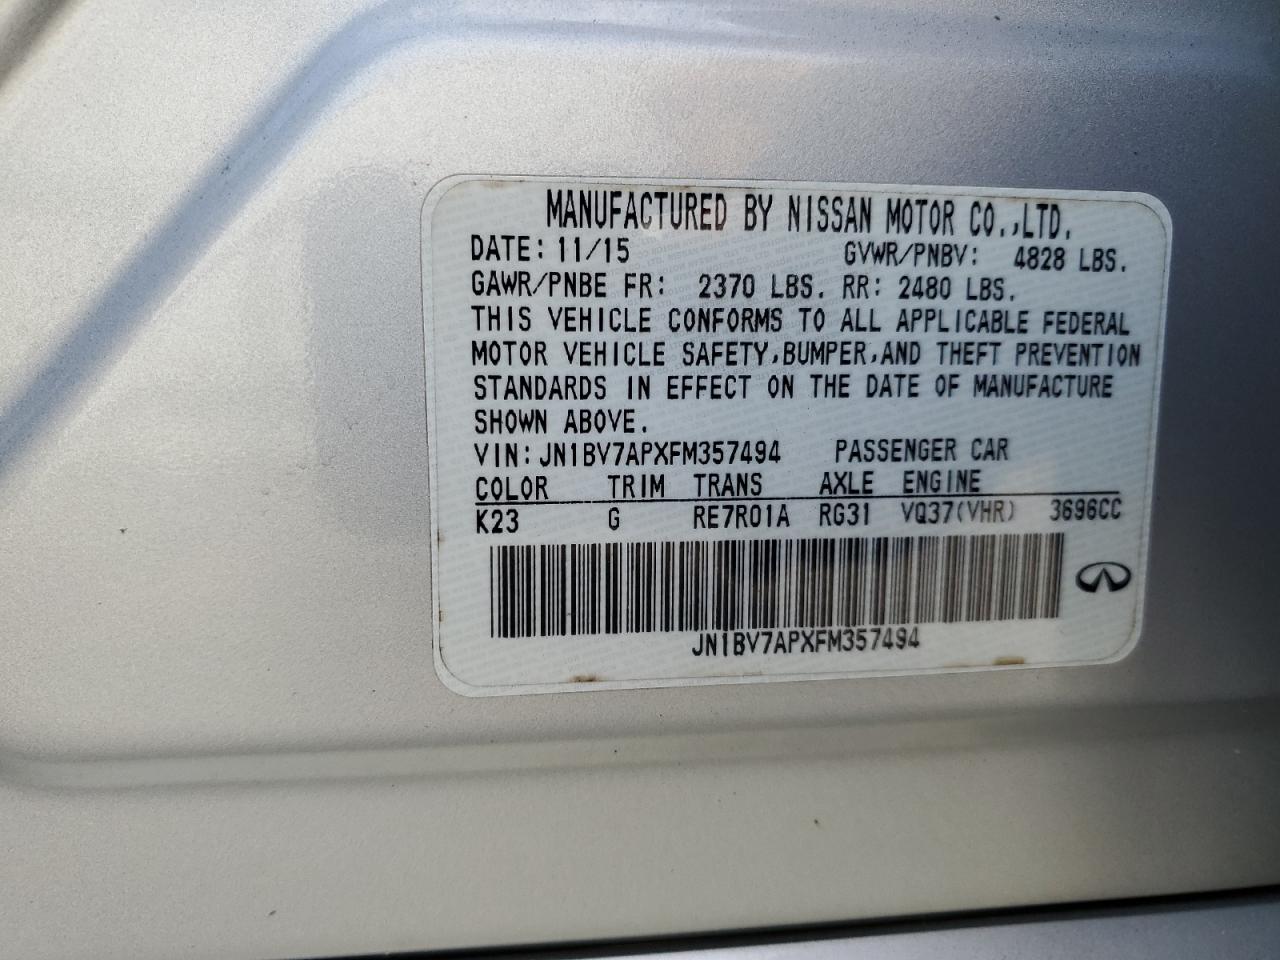 MANUFACTURED BY NISSAN MOTOR CO.,LTD.
DATE: 11/15 GVWR/PNBV: 4828 LBS.
GAWR/PNBE FR: 2370 LBS. RR: 2480 LBS.
THIS VEHICLE CONFORMS TO ALL APPLICABLE FEDERAL
MOTOR VEHICLE SAFETY,BUMPER,AND THEFT PREVENTION
STANDARDS IN EFFECT ON THE DATE OF MANUFACTURE
SHOWN ABOVE.
VIN: JN1BV7APXFM357494 PASSENGER CAR
COLOR TRIM TRANS AXLE ENGINE
K23 G RE7R01A RG31 VQ37(VHR) 3696CC
JN1BV7APXFM357494